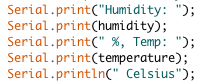 Serial.print("Humidity: ");
Serial.print(humidity);
Serial.print(" %, Temp: ");
Serial.print(temperature);
Serial.println(" Celsius");